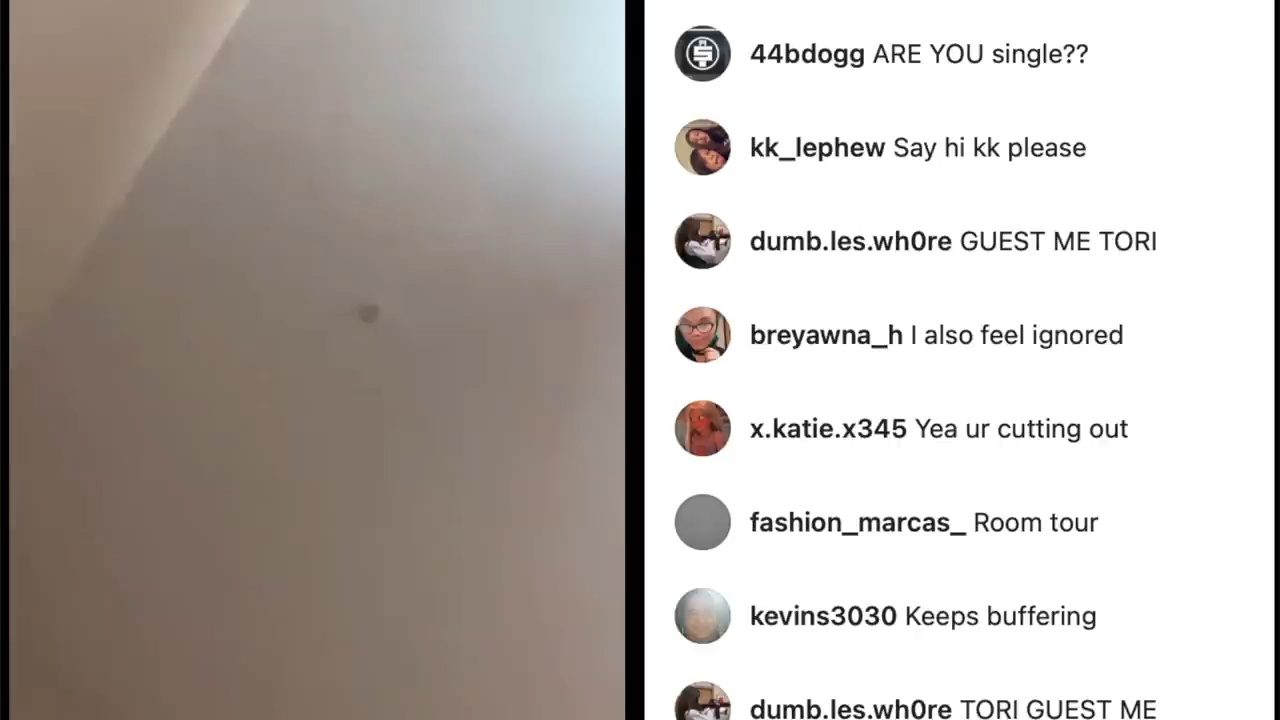 44bdogg ARE YOU single??
kk_lephew Say hi kk please
dumb.les.wh0re GUEST ME TORI
breyawna_h I also feel ignored
x.katie.x345 Yea ur cutting out
fashion_marcas_ Room tour
kevins3030 Keeps buffering
dumb.les.wh0re TORI GUEST ME